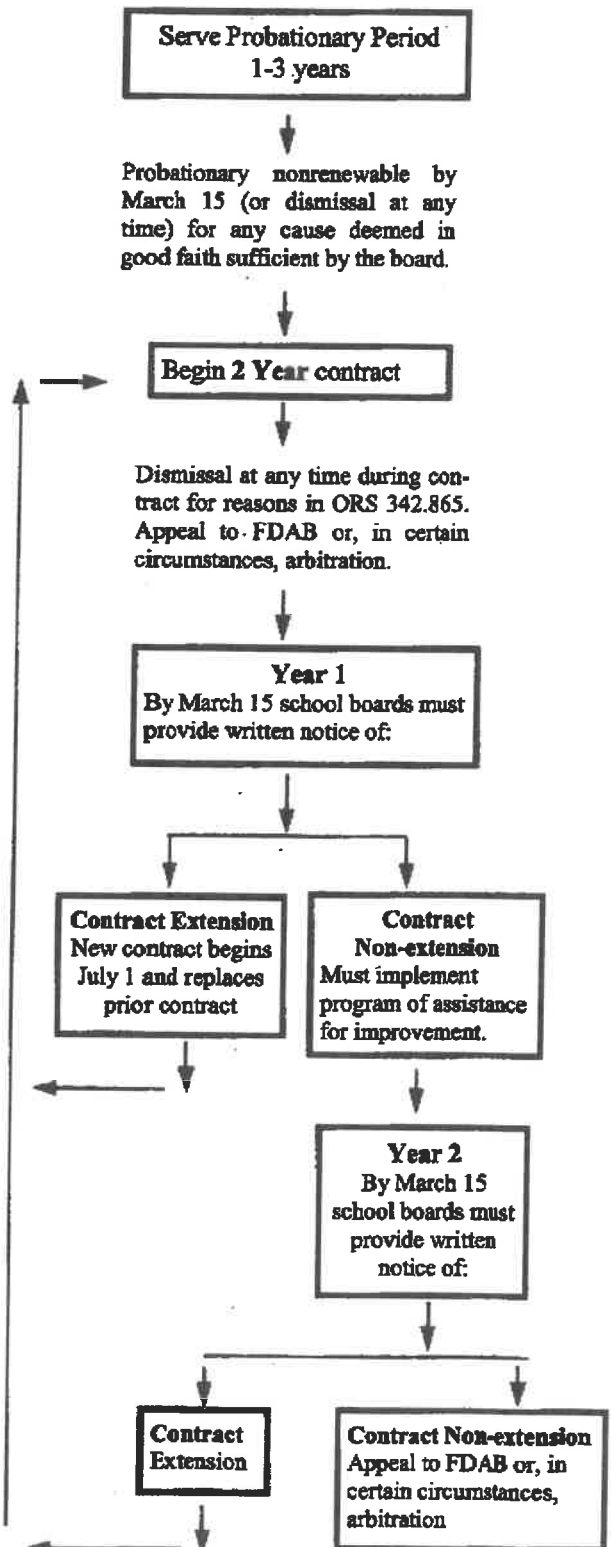 Serve Probationary Period
1-3 years
Probationary nonrenewable by
March 15 (or dismissal at any
time) for any cause deemed in
good faith sufficient by the board.
Begin 2 Year contract
Dismissal at any time during con-
tract for reasons in ORS 342.865.
Appeal to FDAB or, in certain
circumstances, arbitration.
Year 1
By March 15 school boards must
provide written notice of:
Contract Extension
New contract begins
July 1 and replaces
prior contract
Contract
Non-extension
Must implement
program of assistance
for improvement.
Year 2
By March 15
school boards must
provide written
notice of:
Contract
Extension
Contract Non-extension
Appeal to FDAB or, in
certain circumstances,
arbitration